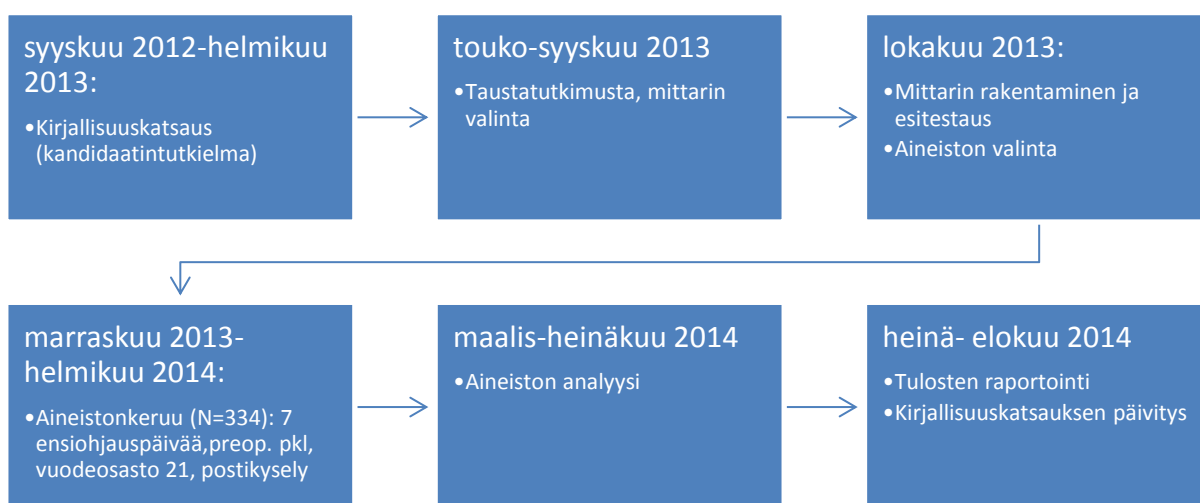 syyskuu 2012-helmikuu
2013:
•Kirjallisuuskatsaus
(kandidaatintutkielma)
touko-syyskuu 2013
•Taustatutkimusta, mittarin
valinta
lokakuu 2013:
•Mittarin rakentaminen ja
esitestaus
•Aineiston valinta
marraskuu 2013-
helmikuu 2014:
•Aineistonkeruu (N=334): 7
ensiohjauspäivää,preop. pkl,
vuodeosasto 21, postikysely
maalis-heinäkuu 2014
•Aineiston analyysi
heinä- elokuu 2014
•Tulosten raportointi
•Kirjallisuuskatsauksen päivitys